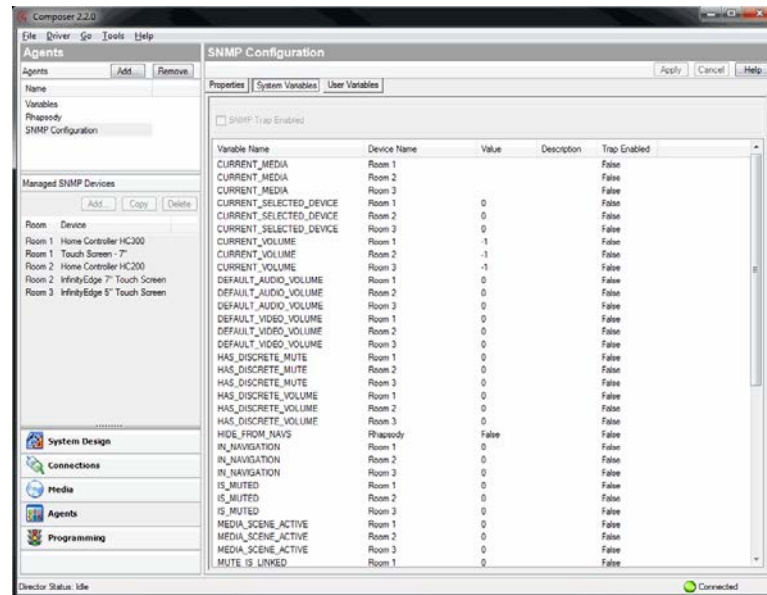 Composer 2.2.0
File Driver Go Tools Help
Agents
Agents Add... Remove
Name
Variables
Rhapsody
SNMP Configuration
Managed SNMP Devices
Add... Copy Delete
Room Device
Room 1 Home Controller HC300
Room 1 Touch Screen - 7"
Room 2 Home Controller HC200
Room 2 InfinityEdge 7" Touch Screen
Room 3 InfinityEdge 5" Touch Screen
System Design
Connections
Media
Agents
Programming
SNMP Configuration
Apply Cancel Help
Properties System Variables User Variables
SNMP Trap Enabled
Variable Name Device Name Value Description Trap Enabled
CURRENT_MEDIA Room 1 False
CURRENT_MEDIA Room 2 False
CURRENT_MEDIA Room 3 False
CURRENT_SELECTED_DEVICE Room 1 0 False
CURRENT_SELECTED_DEVICE Room 2 0 False
CURRENT_SELECTED_DEVICE Room 3 0 False
CURRENT_VOLUME Room 1 -1 False
CURRENT_VOLUME Room 2 -1 False
CURRENT_VOLUME Room 3 -1 False
DEFAULT_AUDIO_VOLUME Room 1 0 False
DEFAULT_AUDIO_VOLUME Room 2 0 False
DEFAULT_AUDIO_VOLUME Room 3 0 False
DEFAULT_VIDEO_VOLUME Room 1 0 False
DEFAULT_VIDEO_VOLUME Room 2 0 False
DEFAULT_VIDEO_VOLUME Room 3 0 False
HAS_DISCRETE_MUTE Room 1 0 False
HAS_DISCRETE_MUTE Room 2 0 False
HAS_DISCRETE_MUTE Room 3 0 False
HAS_DISCRETE_VOLUME Room 1 0 False
HAS_DISCRETE_VOLUME Room 2 0 False
HAS_DISCRETE_VOLUME Room 3 0 False
HIDE_FROM_NAVS Rhapsody False False
IN_NAVIGATION Room 1 0 False
IN_NAVIGATION Room 2 0 False
IN_NAVIGATION Room 3 0 False
IS_MUTED Room 1 0 False
IS_MUTED Room 2 0 False
IS_MUTED Room 3 0 False
MEDIA_SCENE_ACTIVE Room 1 0 False
MEDIA_SCENE_ACTIVE Room 2 0 False
MEDIA_SCENE_ACTIVE Room 3 0 False
MUTE_IS_LINKED Room 1 0 False
Director Status: Idle
Connected